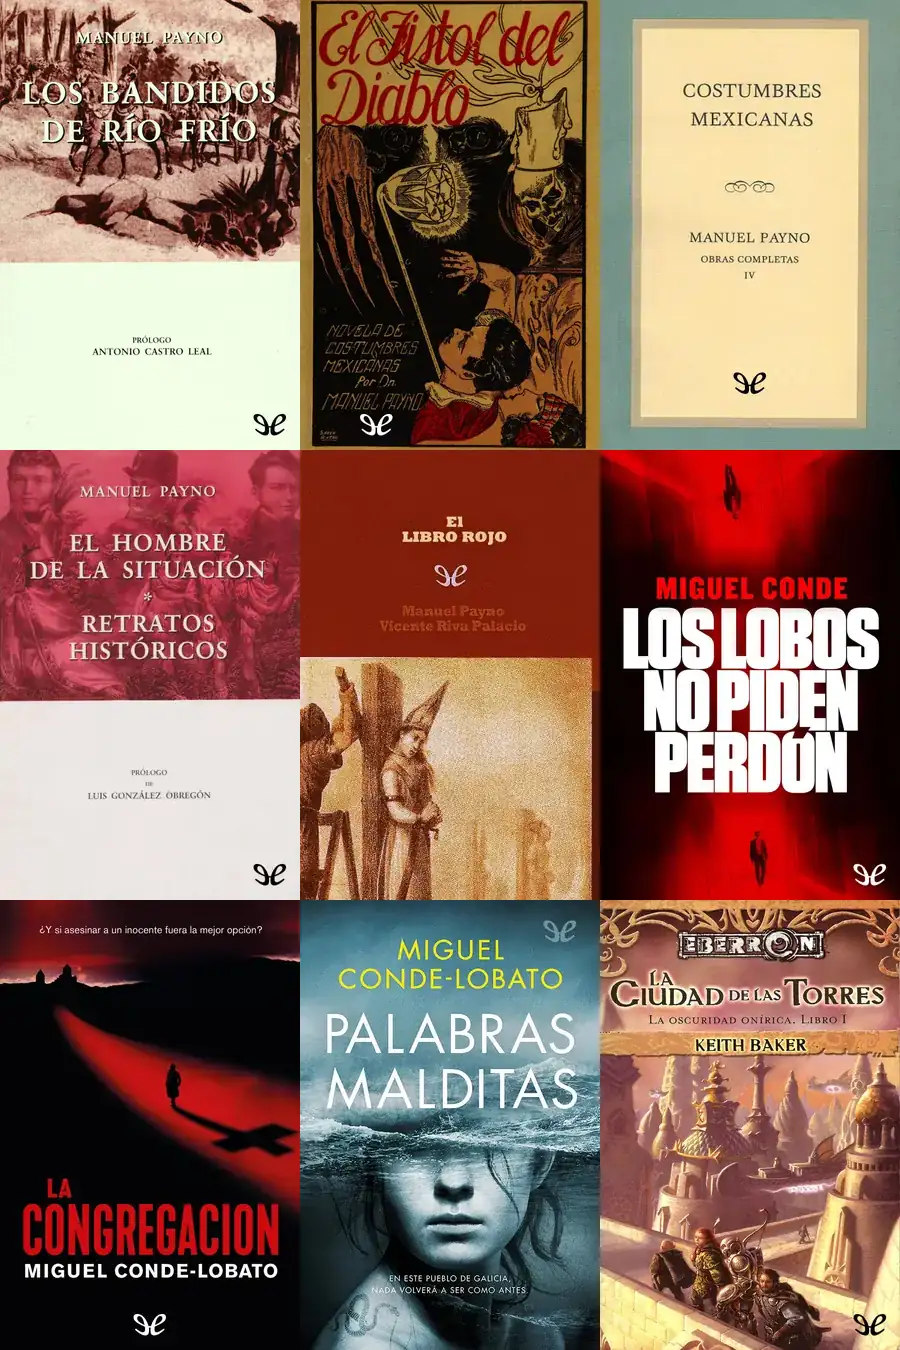 MANUEL PAYNO
LOS BANDIDOS
DE RÍO FRÍO
PRÓLOGO
ANTONIO CASTRO LEAL
El Fistol del
Diablo
NOVELA DE
COSTUMBRES
MEXICANAS
Por Dn.
MANUEL PAYNO
COSTUMBRES
MEXICANAS
MANUEL PAYNO
OBRAS COMPLETAS
IV
MANUEL PAYNO
EL HOMBRE
DE LA SITUACIÓN
*
RETRATOS
HISTÓRICOS
PRÓLOGO
DE
LUIS GONZÁLEZ OBREGÓN
El
LIBRO ROJO
Manuel Payno
Vicente Riva Palacio
MIGUEL CONDE
LOS LOBOS
NO PIDEN
PERDÓN
¿Y si asesinar a un inocente fuera la mejor opción?
LA
CONGREGACION
MIGUEL CONDE-LOBATO
MIGUEL
CONDE-LOBATO
PALABRAS
MALDITAS
EN ESTE PUEBLO DE GALICIA,
NADA VOLVERÁ A SER COMO ANTES
EBERRON
LA
CIUDAD DE LAS TORRES
LA OSCURIDAD ONÍRICA. LIBRO I
KEITH BAKER